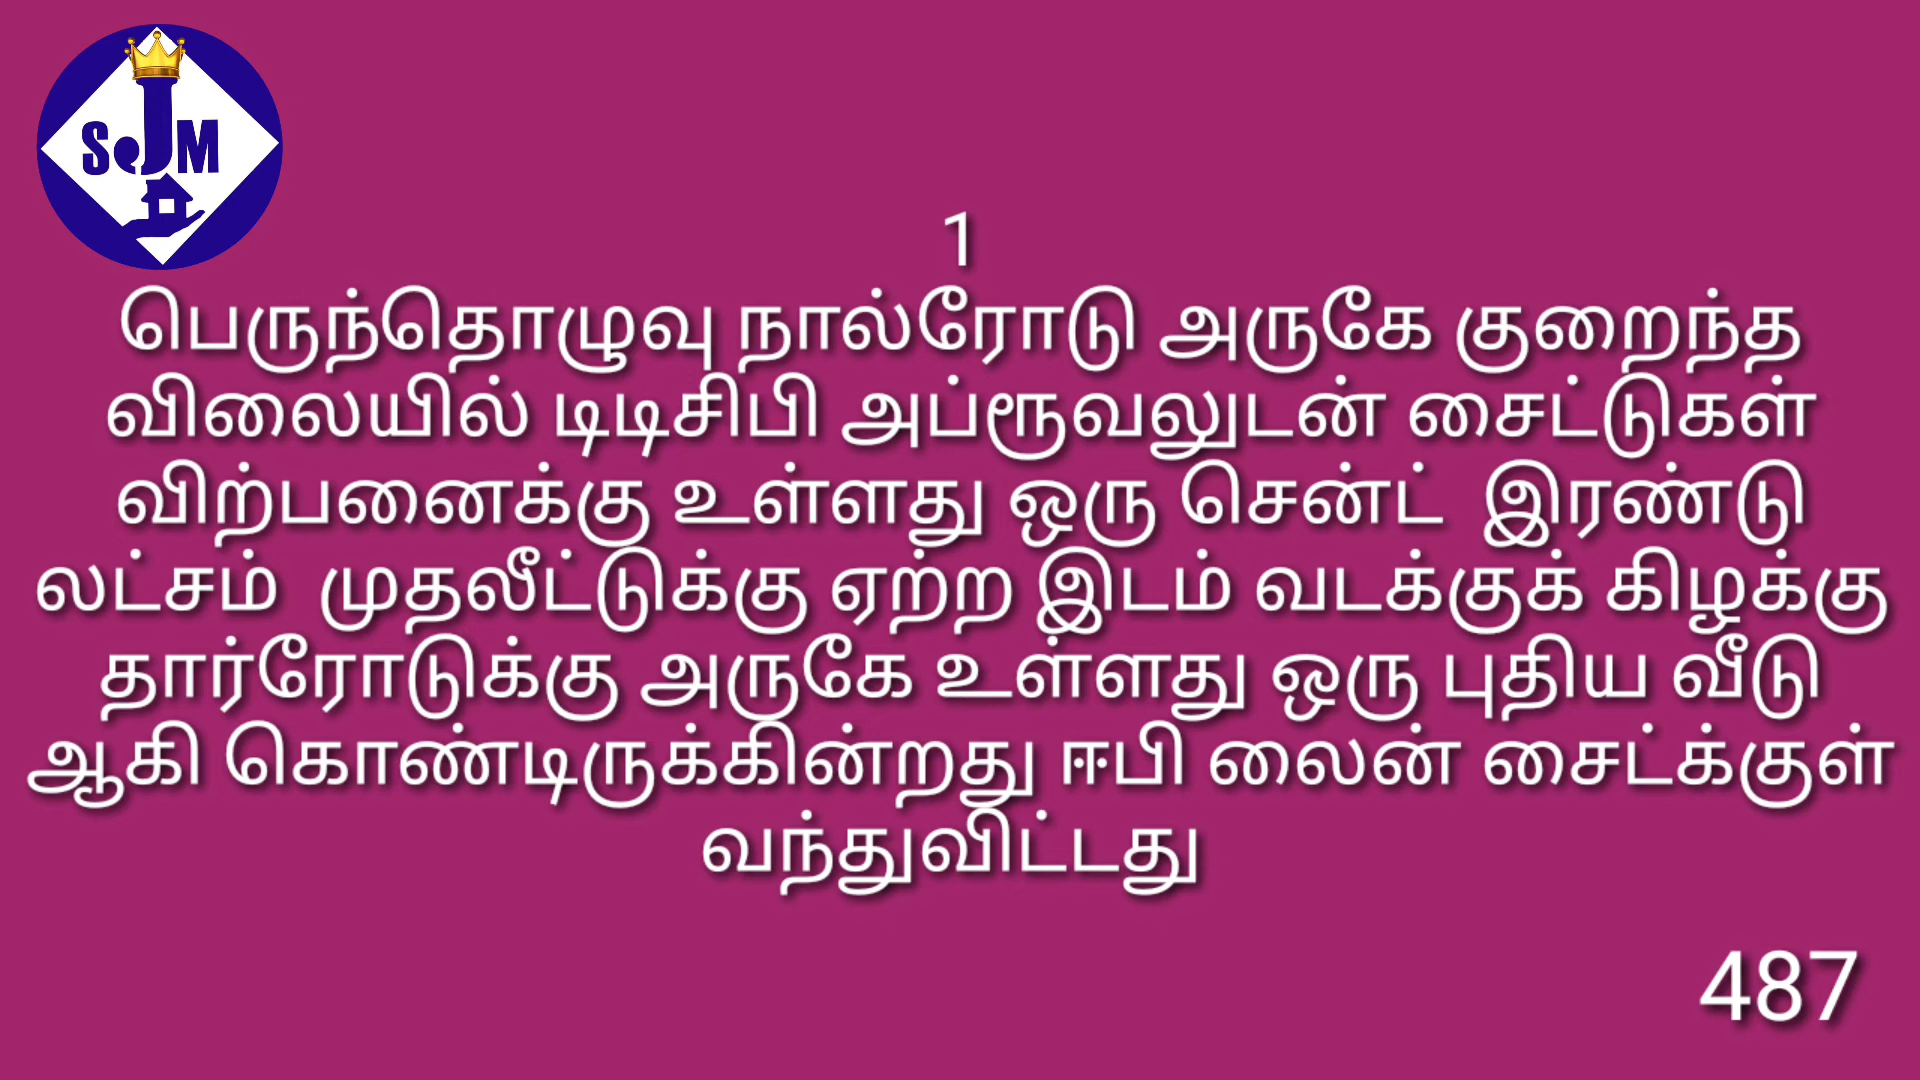 SeJM
1
பெருந்தொழுவு நால்ரோடு அருகே குறைந்த
விலையில் டிடிசிபி அப்ரூவலுடன் சைட்டுகள்
விற்பனைக்கு உள்ளது ஒரு சென்ட்  இரண்டு
லட்சம்  முதலீட்டுக்கு ஏற்ற இடம் வடக்குக் கிழக்கு
தார்ரோடுக்கு அருகே உள்ளது ஒரு புதிய வீடு
ஆகி கொண்டிருக்கின்றது ஈபி லைன் சைட்க்குள்
வந்துவிட்டது
487